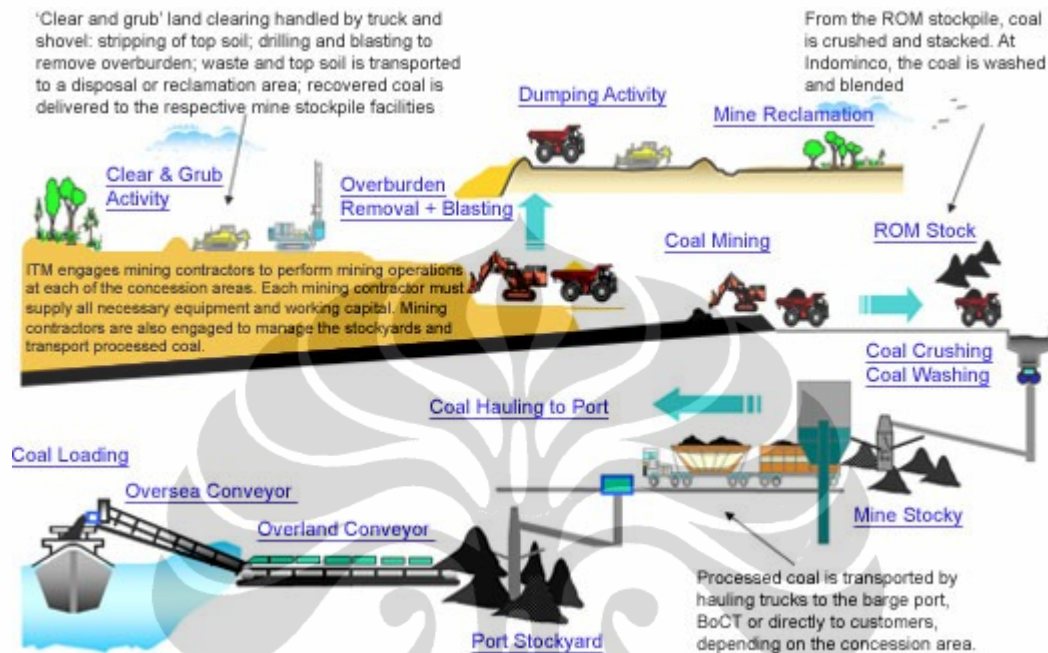 'Clear and grub' land clearing handled by truck and
shovel: stripping of top soil; drilling and blasting to
remove overburden; waste and top soil is transported
to a disposal or reclamation area; recovered coal is
delivered to the respective mine stockpile facilities
From the ROM stockpile, coal
is crushed and stacked. At
Indominco, the coal is washed
and blended
Dumping Activity
Mine Reclamation
Clear & Grub
Activity
Overburden
Removal + Blasting
Coal Mining
ROM Stock
ITM engages mining contractors to perform mining operations
at each of the concession areas. Each mining contractor must
supply all necessary equipment and working capital. Mining
contractors are also engaged to manage the stockyards and
transport processed coal.
Coal Crushing
Coal Washing
Coal Hauling to Port
Coal Loading
Oversea Conveyor
Overland Conveyor
Mine Stocky
Port Stockyard
Processed coal is transported by
hauling trucks to the barge port,
BoCT or directly to customers,
depending on the concession area.